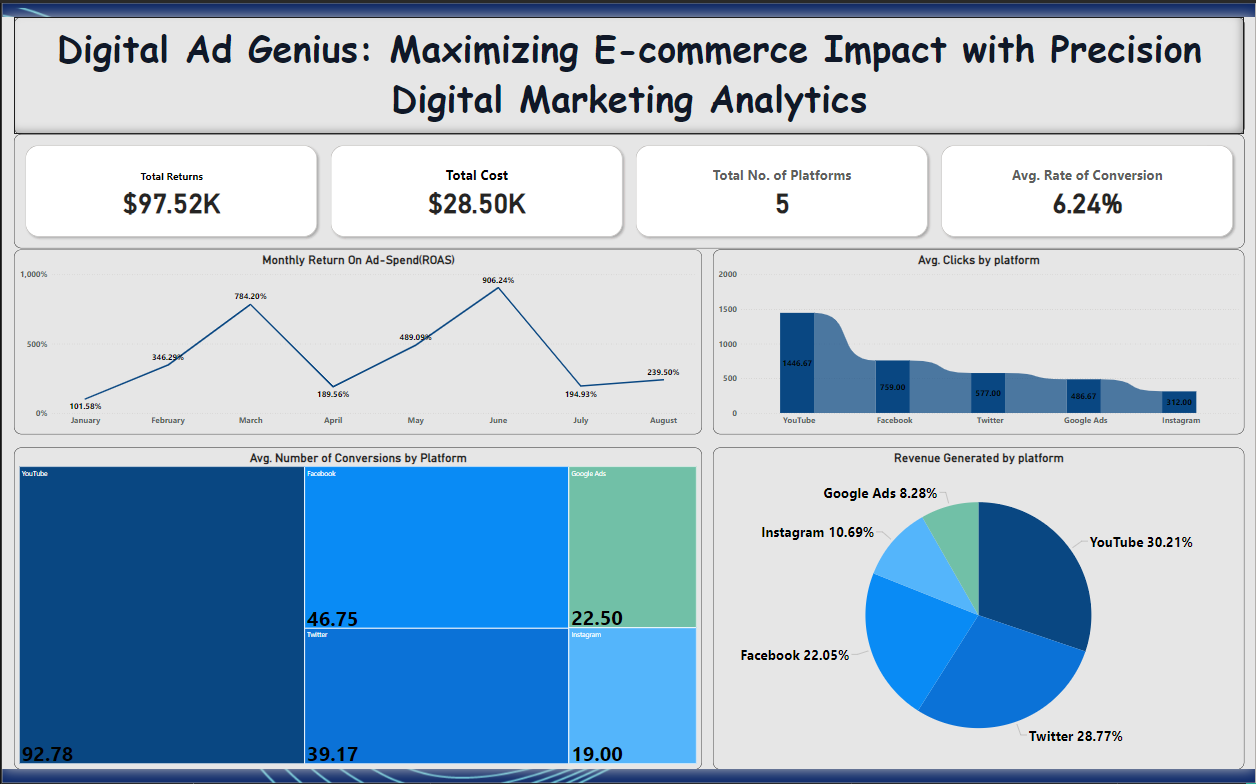 Digital Ad Genius: Maximizing E-commerce Impact with Precision
Digital Marketing Analytics
Total Returns
$97.52K
Total Cost
$28.50K
Total No. of Platforms
5
Avg. Rate of Conversion
6.24%
Monthly Return On Ad-Spend(ROAS)
1,000%
500%
0%
101.58%
346.29%
784.20%
189.56%
489.09%
906.24%
194.93%
239.50%
January
February
March
April
May
June
July
August
Avg. Clicks by platform
2000
1500
1000
500
0
1446.67
759.00
577.00
486.67
312.00
YouTube
Facebook
Twitter
Google Ads
Instagram
Avg. Number of Conversions by Platform
YouTube
92.78
Facebook
46.75
Twitter
39.17
Google Ads
22.50
Instagram
19.00
Revenue Generated by platform
Google Ads 8.28%
Instagram 10.69%
YouTube 30.21%
Facebook 22.05%
Twitter 28.77%